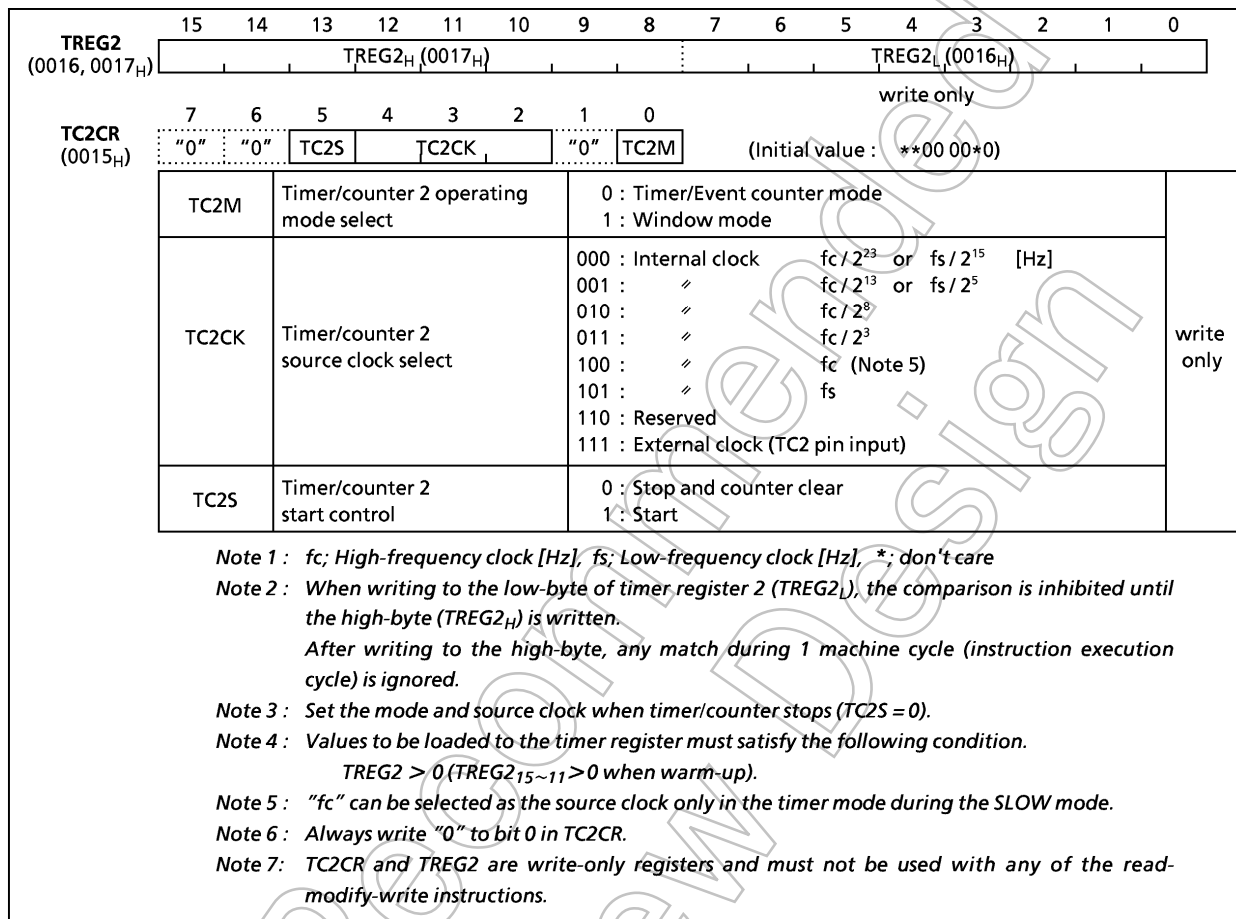 15 14 13 12 11 10 9 8 7 6 5 4 3 2 1 0
TREG2
(0016, 0017H)
TREG2H (0017H) TREG2L (0016H)
write only
7 6 5 4 3 2 1 0
TC2CR
(0015H)
"0" "0" TC2S TC2CK "0" TC2M (Initial value : **00 00*0)
TC2M
Timer/counter 2 operating
mode select
0 : Timer/Event counter mode
1 : Window mode
TC2CK
Timer/counter 2
source clock select
000 : Internal clock fc / 2²³ or fs / 2¹⁵ [Hz]
001 : 〃 fc / 2¹³ or fs / 2⁵
010 : 〃 fc / 2⁸
011 : 〃 fc / 2³
100 : 〃 fc (Note 5)
101 : 〃 fs
110 : Reserved
111 : External clock (TC2 pin input)
TC2S
Timer/counter 2
start control
0 : Stop and counter clear
1 : Start
write
only
Note 1 : fc; High-frequency clock [Hz], fs; Low-frequency clock [Hz], *; don't care
Note 2 : When writing to the low-byte of timer register 2 (TREG2L), the comparison is inhibited until
the high-byte (TREG2H) is written.
After writing to the high-byte, any match during 1 machine cycle (instruction execution
cycle) is ignored.
Note 3 : Set the mode and source clock when timer/counter stops (TC2S = 0).
Note 4 : Values to be loaded to the timer register must satisfy the following condition.
TREG2 > 0 (TREG215~11 > 0 when warm-up).
Note 5 : "fc" can be selected as the source clock only in the timer mode during the SLOW mode.
Note 6 : Always write "0" to bit 0 in TC2CR.
Note 7: TC2CR and TREG2 are write-only registers and must not be used with any of the read-
modify-write instructions.
Recommended
New Design